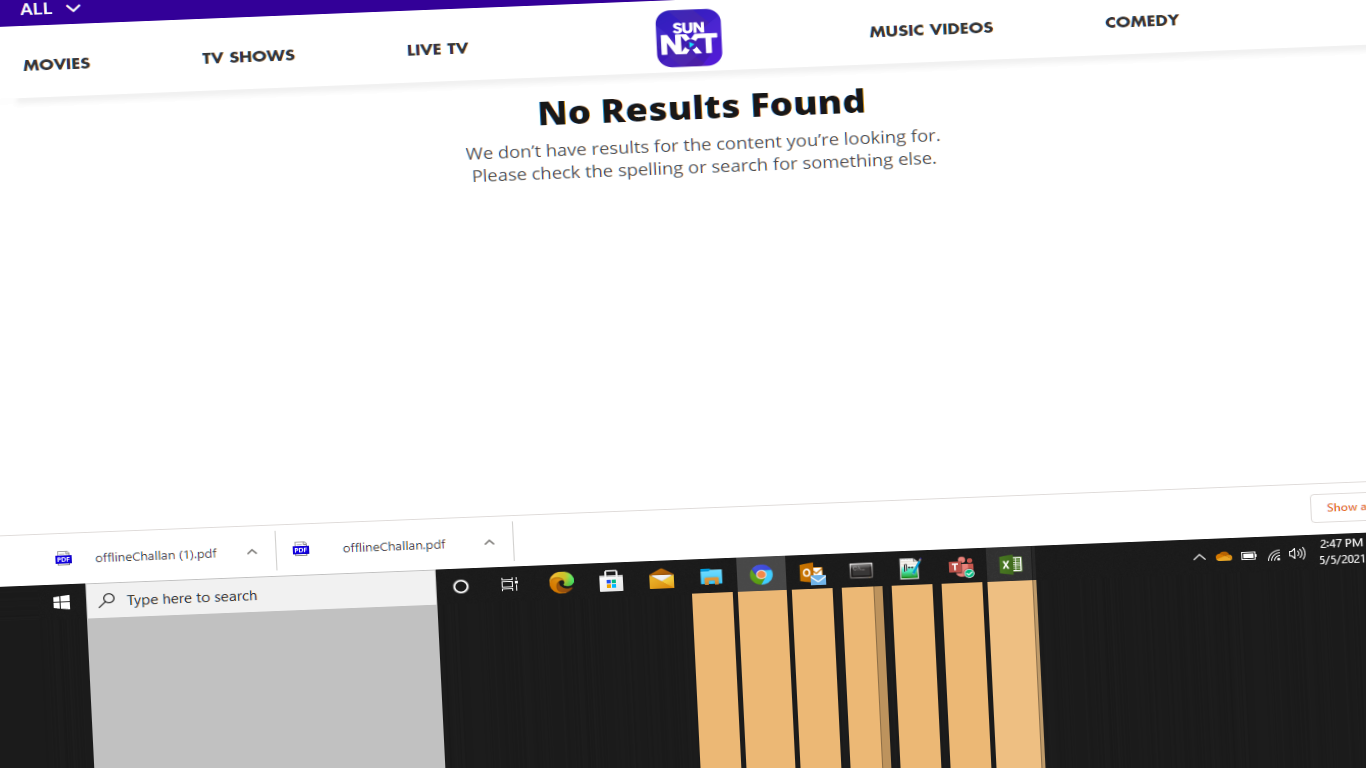 ALL
MOVIES
TV SHOWS
LIVE TV
SUN
NXT
MUSIC VIDEOS
COMEDY
No Results Found
We don't have results for the content you're looking for.
Please check the spelling or search for something else.
PDF
offlineChallan (1).pdf
PDF
offlineChallan.pdf
Show a
Type here to search
2:47 PM
5/5/2021